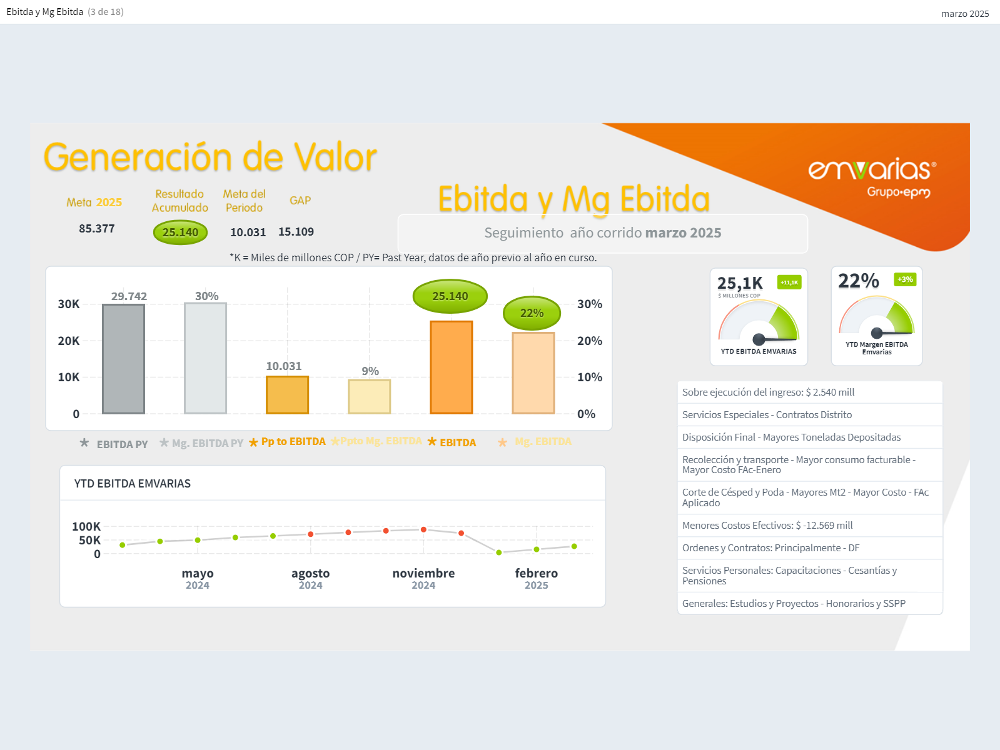 Ebitda y Mg Ebitda (3 de 18)
marzo 2025
Generación de Valor
emvarias®
Grupo•epm
Ebitda y Mg Ebitda
Meta 2025
Resultado
Acumulado
Meta del
Periodo
GAP
85.377
25.140
10.031
15.109
Seguimiento año corrido marzo 2025
*K = Miles de millones COP / PY= Past Year, datos de año previo al año en curso.
30K
20K
10K
0
29.742
30%
10.031
9%
25.140
22%
30%
20%
10%
0%
* EBITDA PY
* Mg. EBITDA PY
* Pp to EBITDA
*Ppto Mg. EBITDA
* EBITDA
* Mg. EBITDA
25,1K
+11,1K
$ MILLONES COP
YTD EBITDA EMVARIAS
22%
+3%
YTD Margen EBITDA
Emvarias
Sobre ejecución del ingreso: $ 2.540 mill
Servicios Especiales - Contratos Distrito
Disposición Final - Mayores Toneladas Depositadas
Recolección y transporte - Mayor consumo facturable -
Mayor Costo FAc-Enero
Corte de Césped y Poda - Mayores Mt2 - Mayor Costo - FAc
Aplicado
Menores Costos Efectivos: $ -12.569 mill
Ordenes y Contratos: Principalmente - DF
Servicios Personales: Capacitaciones - Cesantías y
Pensiones
Generales: Estudios y Proyectos - Honorarios y SSPP
YTD EBITDA EMVARIAS
100K
50K
0
mayo
2024
agosto
2024
noviembre
2024
febrero
2025